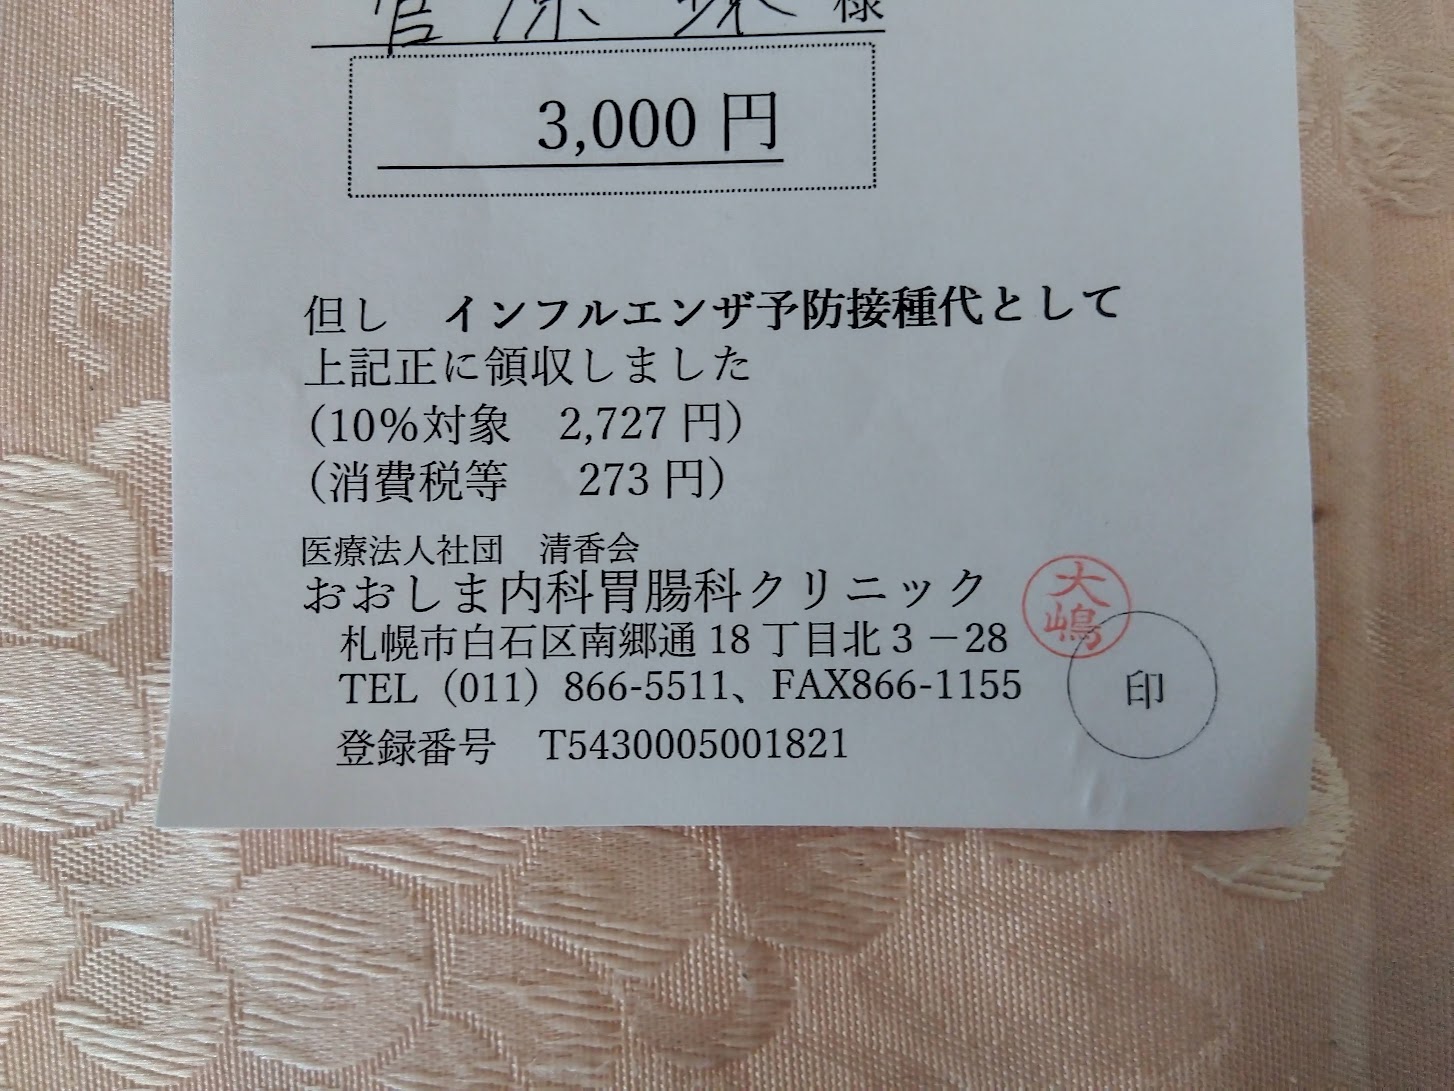 様
3,000 円
但し　インフルエンザ予防接種代として
上記正に領収しました
（10％対象　2,727 円）
（消費税等　273 円）
医療法人社団　清香会
おおしま内科胃腸科クリニック
大嶋
札幌市白石区南郷通 18 丁目北 3 －28
TEL（011）866-5511、FAX866-1155
印
登録番号　T5430005001821